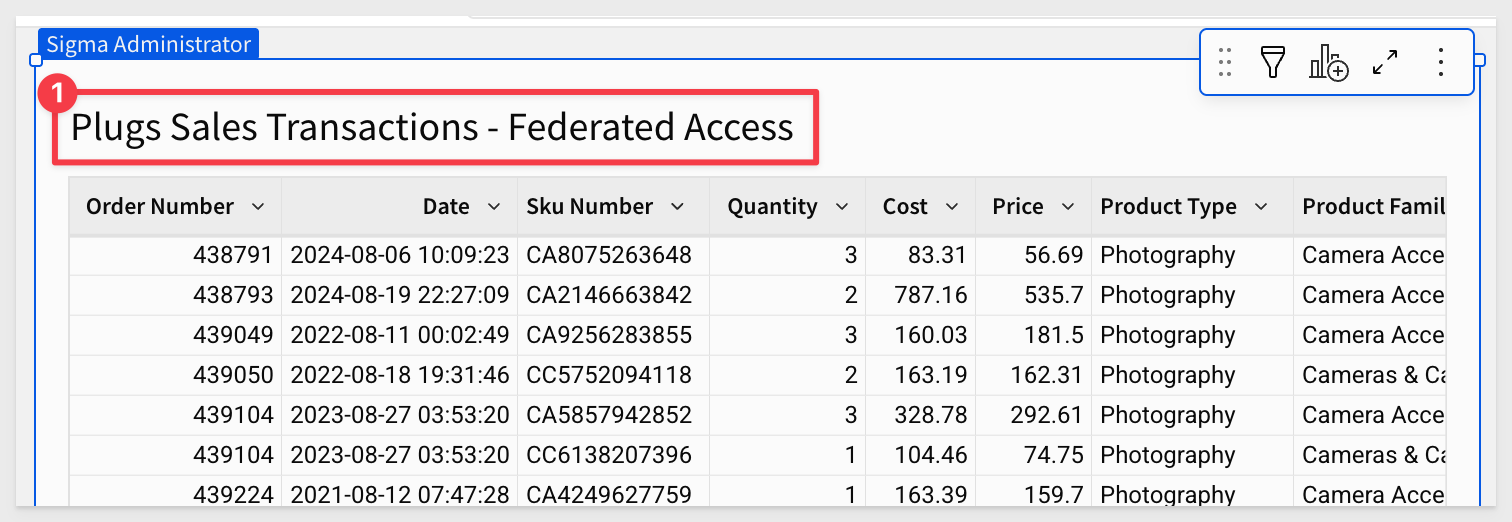 Sigma Administrator
1
Plugs Sales Transactions - Federated Access
Order Number Date Sku Number Quantity Cost Price Product Type Product Famil
438791 2024-08-06 10:09:23 CA8075263648 3 83.31 56.69 Photography Camera Acce
438793 2024-08-19 22:27:09 CA2146663842 2 787.16 535.7 Photography Camera Acce
439049 2022-08-11 00:02:49 CA9256283855 3 160.03 181.5 Photography Camera Acce
439050 2022-08-18 19:31:46 CC5752094118 2 163.19 162.31 Photography Cameras & Ca
439104 2023-08-27 03:53:20 CA5857942852 3 328.78 292.61 Photography Camera Acce
439104 2023-08-27 03:53:20 CC6138207396 1 104.46 74.75 Photography Cameras & Ca
439224 2021-08-12 07:47:28 CA4249627759 1 163.39 159.7 Photography Camera Acce